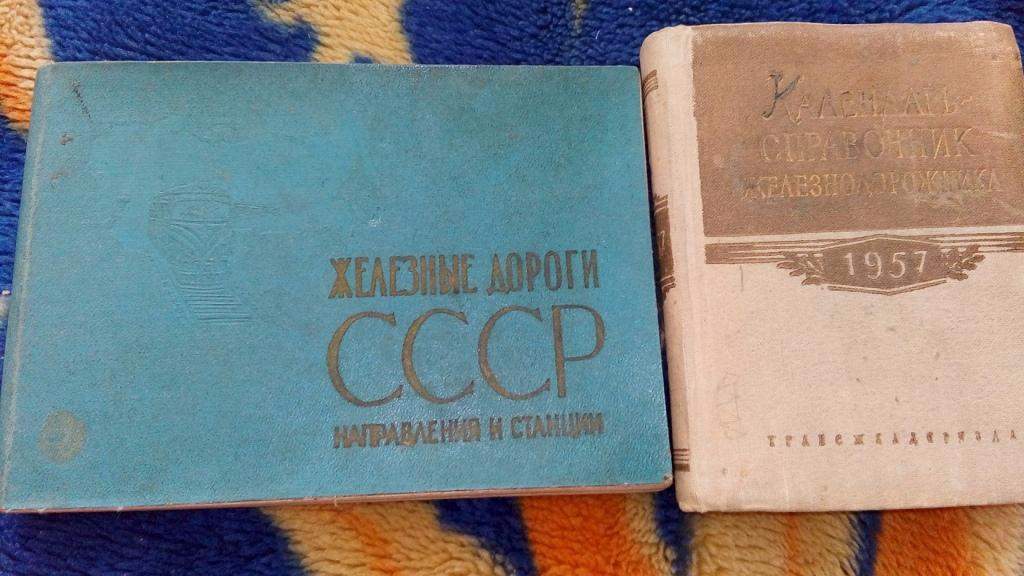 ЖЕЛЕЗНЫЕ ДОРОГИ
СССР
НАПРАВЛЕНИЯ И СТАНЦИИ
КАЛЕНДАРЬ-
СПРАВОЧНИК
ЖЕЛЕЗНОДОРОЖНИКА
1957